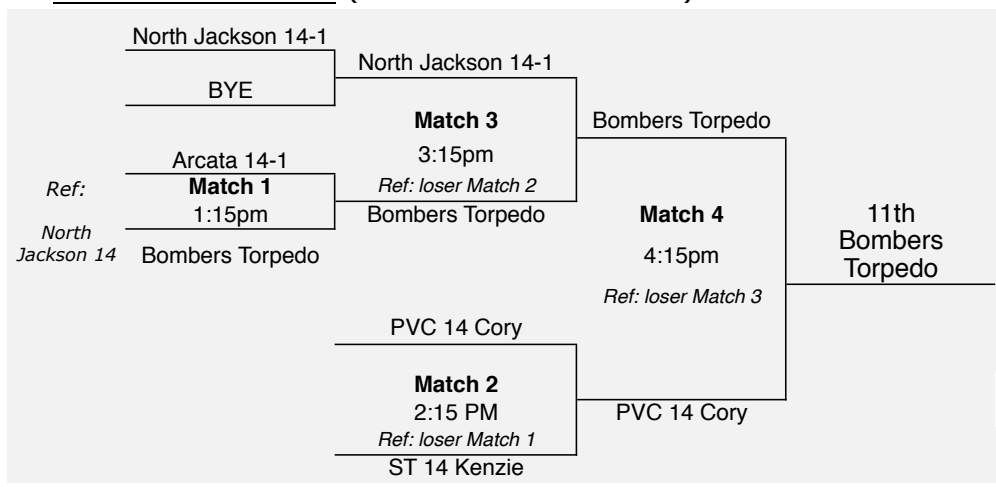 North Jackson 14-1
BYE
North Jackson 14-1
Match 3
3:15pm
Ref: loser Match 2
Bombers Torpedo
Arcata 14-1
Match 1
1:15pm
Bombers Torpedo
Ref:
North
Jackson 14
Bombers Torpedo
Match 4
4:15pm
Ref: loser Match 3
11th
Bombers
Torpedo
PVC 14 Cory
Match 2
2:15 PM
Ref: loser Match 1
ST 14 Kenzie
PVC 14 Cory